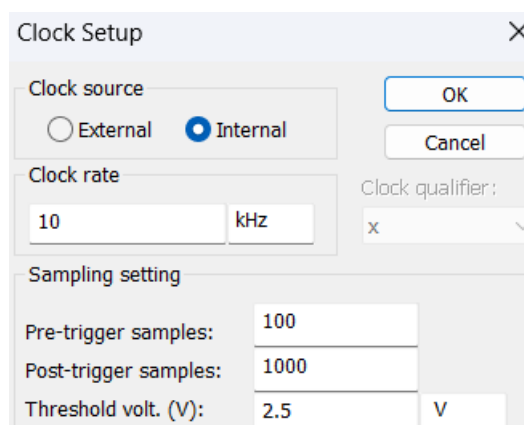 Clock Setup
Clock source
External Internal
OK
Cancel
Clock rate
10 kHz
Clock qualifier:
x
Sampling setting
Pre-trigger samples: 100
Post-trigger samples: 1000
Threshold volt. (V): 2.5 V